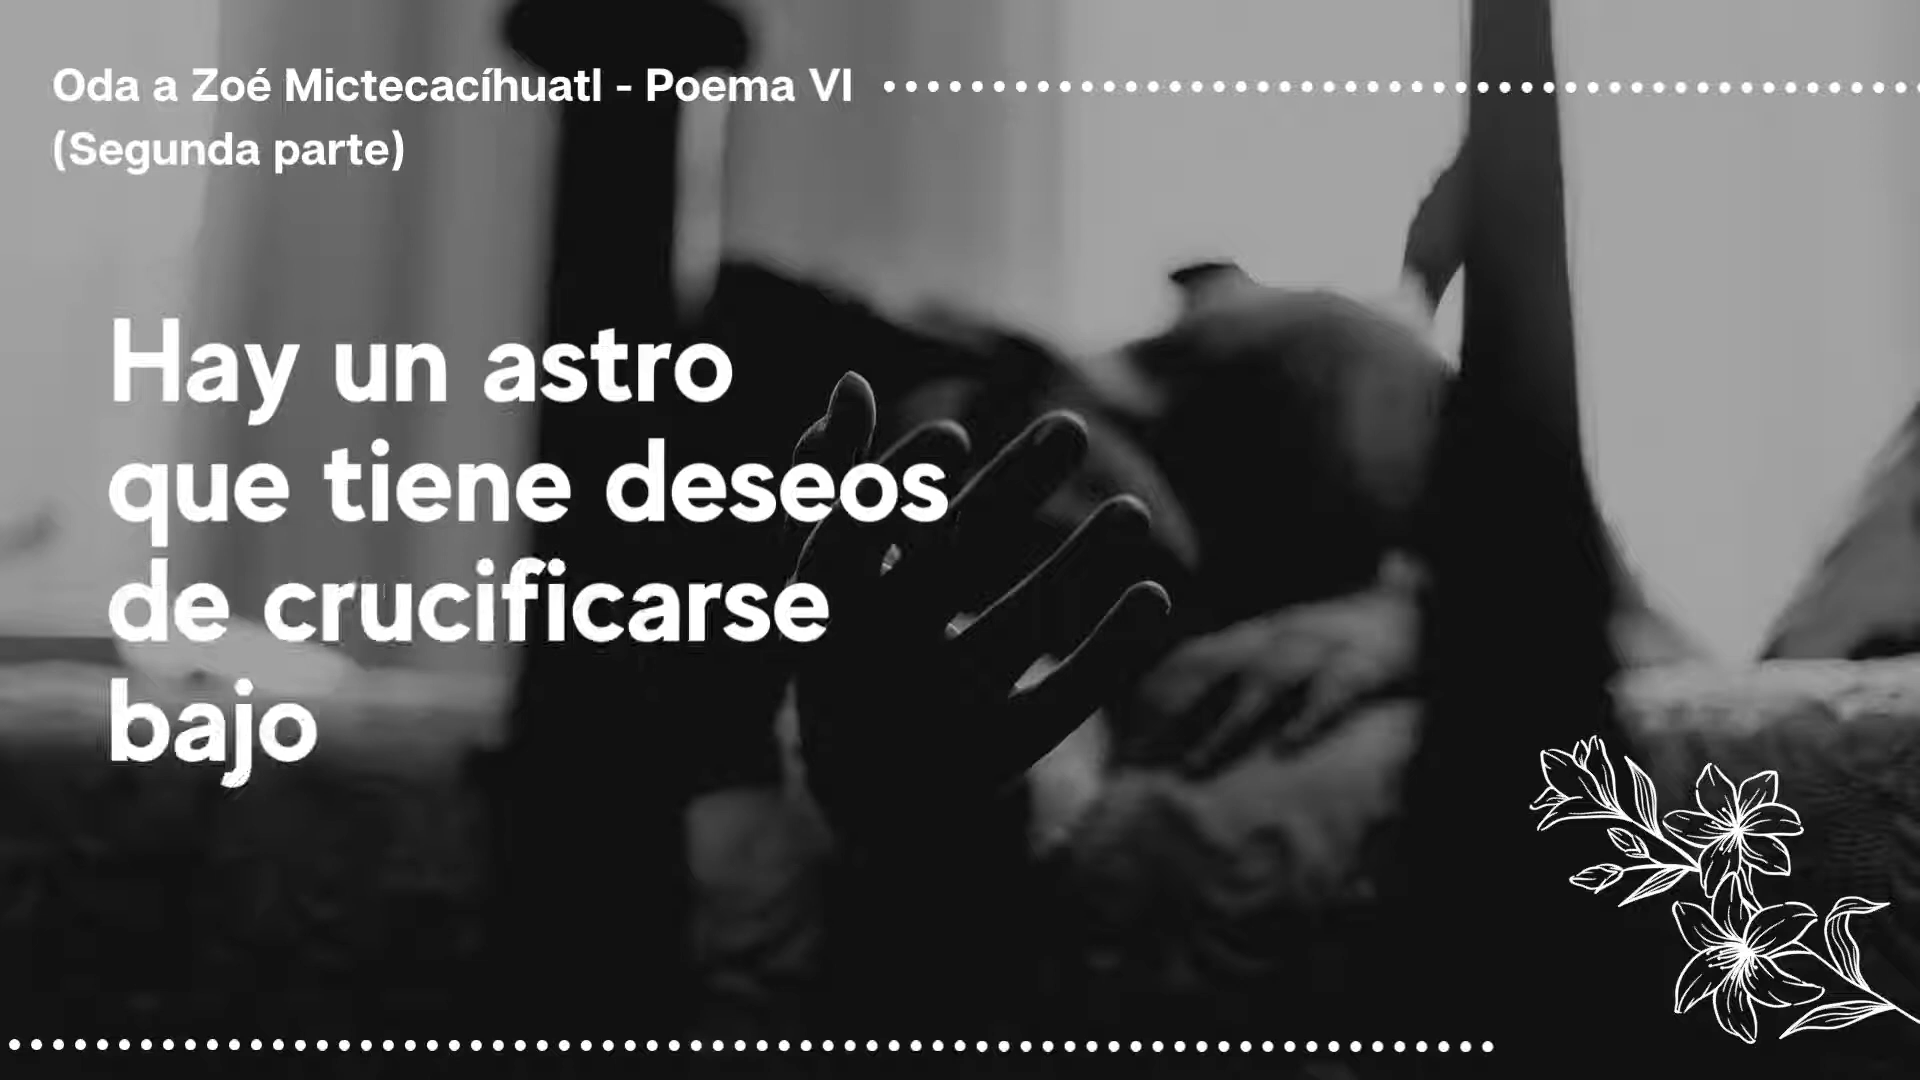 Oda a Zoé Mictecacíhuatl - Poema VI
(Segunda parte)
Hay un astro
que tiene deseos
de crucificarse
bajo